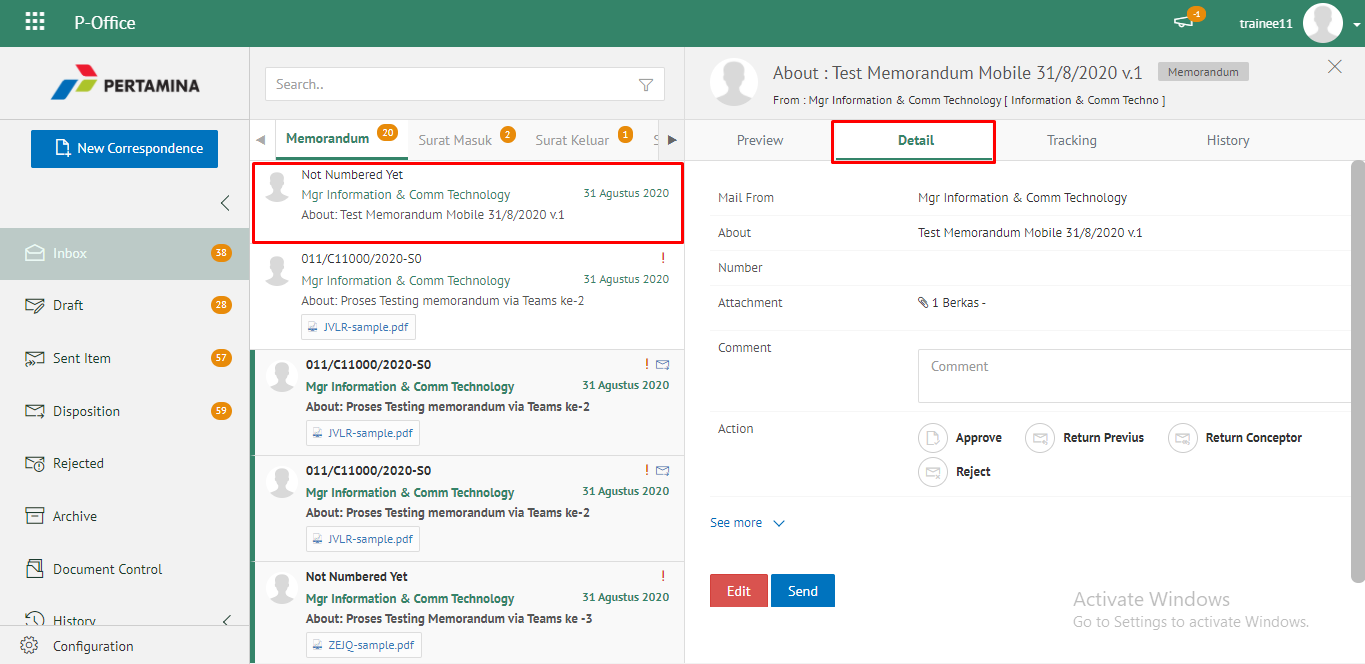 P-Office
-1
trainee11
PERTAMINA
New Correspondence
Inbox 38
Draft 28
Sent Item 57
Disposition 59
Rejected
Archive
Document Control
History
Configuration
Search..
Memorandum 20 Surat Masuk 2 Surat Keluar 1
Not Numbered Yet
Mgr Information & Comm Technology 31 Agustus 2020
About: Test Memorandum Mobile 31/8/2020 v.1
011/C11000/2020-S0 !
Mgr Information & Comm Technology 31 Agustus 2020
About: Proses Testing memorandum via Teams ke-2
JVLR-sample.pdf
011/C11000/2020-S0 !
Mgr Information & Comm Technology 31 Agustus 2020
About: Proses Testing memorandum via Teams ke-2
JVLR-sample.pdf
011/C11000/2020-S0 !
Mgr Information & Comm Technology 31 Agustus 2020
About: Proses Testing memorandum via Teams ke-2
JVLR-sample.pdf
Not Numbered Yet !
Mgr Information & Comm Technology 31 Agustus 2020
About: Proses Testing Memorandum via Teams ke -3
ZEJQ-sample.pdf
About : Test Memorandum Mobile 31/8/2020 v.1 Memorandum
From : Mgr Information & Comm Technology [ Information & Comm Techno ]
Preview Detail Tracking History
Mail From Mgr Information & Comm Technology
About Test Memorandum Mobile 31/8/2020 v.1
Number
Attachment 1 Berkas -
Comment
Comment
Action Approve Return Previus Return Conceptor
Reject
See more
Edit Send
Activate Windows
Go to Settings to activate Windows.